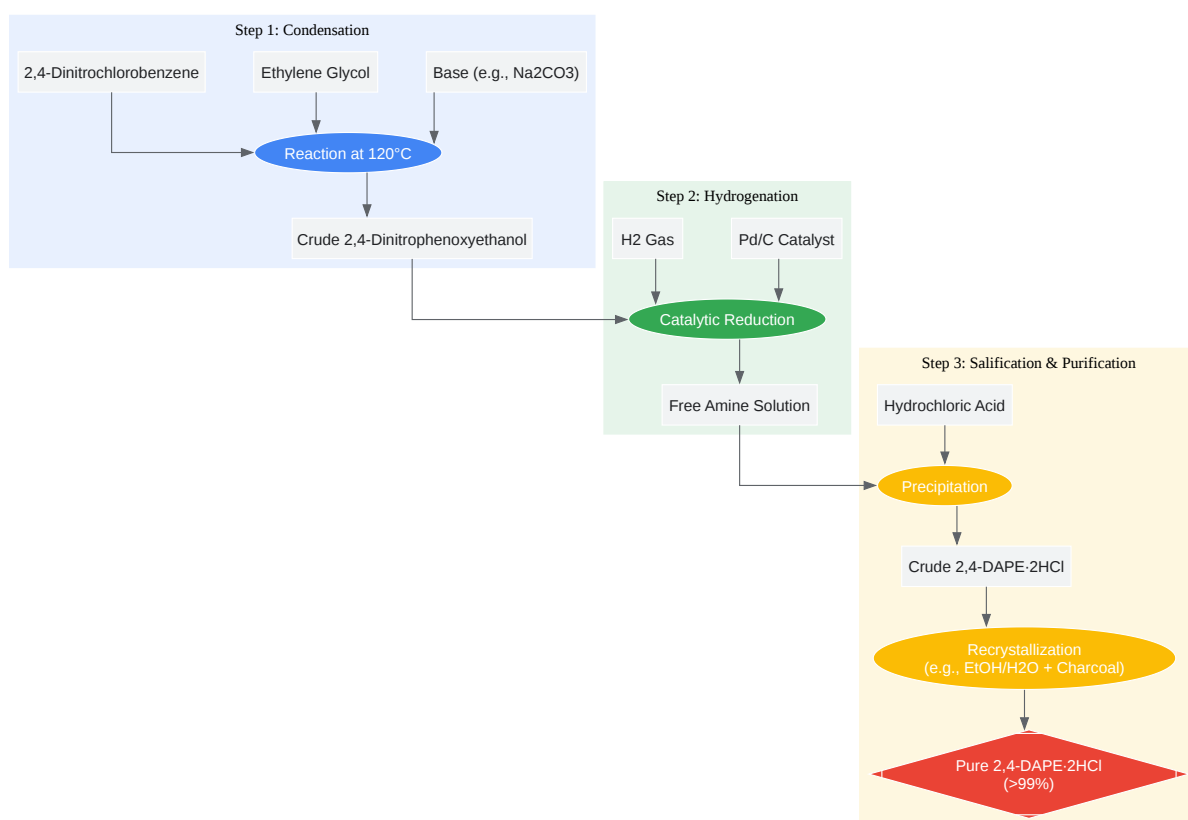 Step 1: Condensation
2,4-Dinitrochlorobenzene
Ethylene Glycol
Base (e.g., Na2CO3)
Reaction at 120°C
Crude 2,4-Dinitrophenoxyethanol
Step 2: Hydrogenation
H2 Gas
Pd/C Catalyst
Catalytic Reduction
Free Amine Solution
Step 3: Salification & Purification
Hydrochloric Acid
Precipitation
Crude 2,4-DAPE·2HCl
Recrystallization
(e.g., EtOH/H2O + Charcoal)
Pure 2,4-DAPE·2HCl
(>99%)